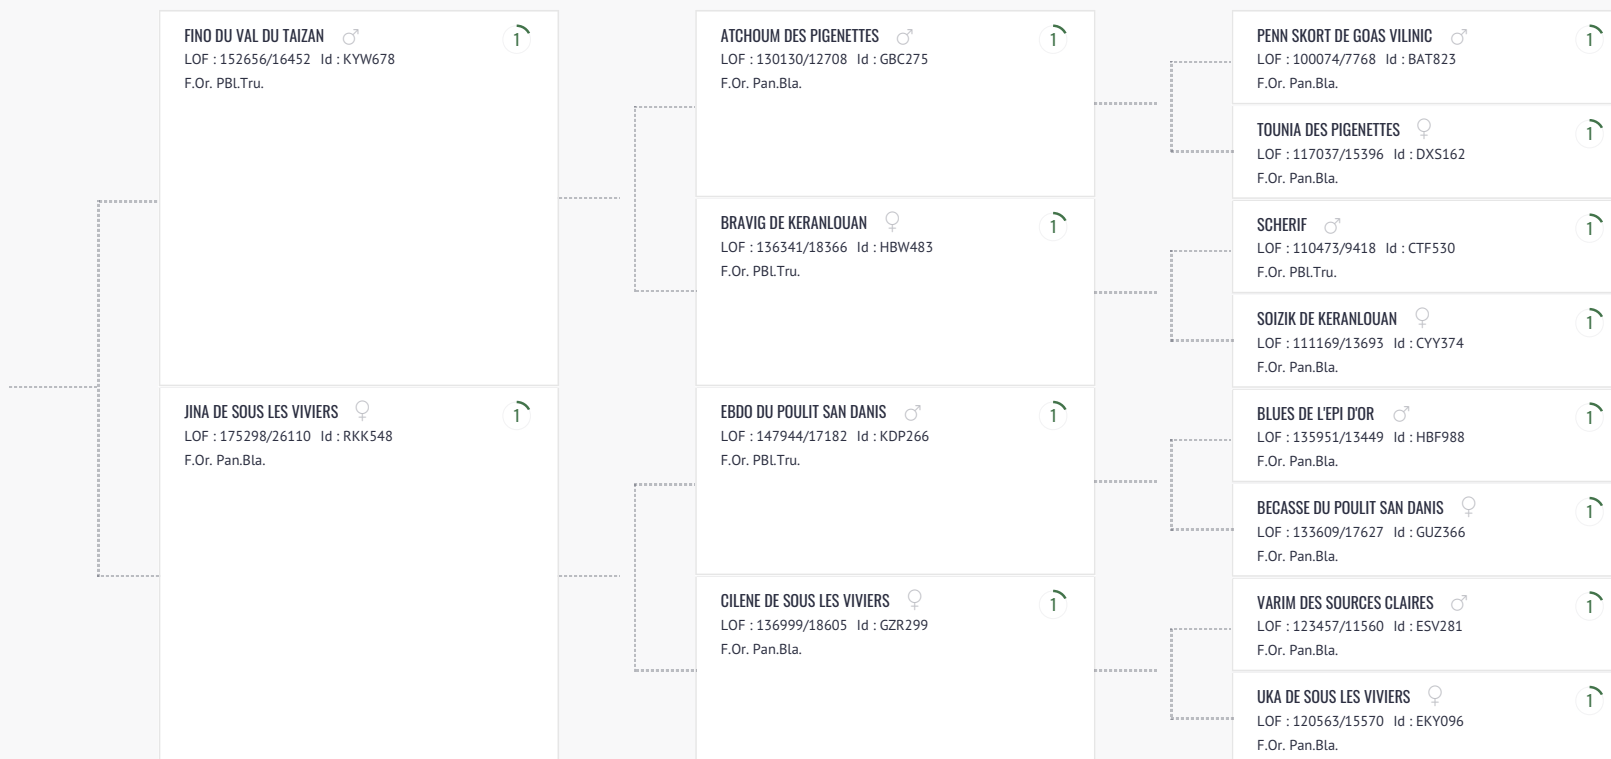 FINO DU VAL DU TAIZAN
1
LOF : 152656/16452 Id : KYW678
F.Or. PBl.Tru.
JINA DE SOUS LES VIVIERS
1
LOF : 175298/26110 Id : RKK548
F.Or. Pan.Bla.
ATCHOUM DES PIGENETTES
1
LOF : 130130/12708 Id : GBC275
F.Or. Pan.Bla.
BRAVIG DE KERANLOUAN
1
LOF : 136341/18366 Id : HBW483
F.Or. PBl.Tru.
EBDO DU POULIT SAN DANIS
1
LOF : 147944/17182 Id : KDP266
F.Or. PBl.Tru.
CILENE DE SOUS LES VIVIERS
1
LOF : 136999/18605 Id : GZR299
F.Or. Pan.Bla.
PENN SKORT DE GOAS VILINIC
1
LOF : 100074/7768 Id : BAT823
F.Or. Pan.Bla.
TOUNIA DES PIGENETTES
1
LOF : 117037/15396 Id : DXS162
F.Or. Pan.Bla.
SCHERIF
1
LOF : 110473/9418 Id : CTF530
F.Or. PBl.Tru.
SOIZIK DE KERANLOUAN
1
LOF : 111169/13693 Id : CYY374
F.Or. Pan.Bla.
BLUES DE L'EPI D'OR
1
LOF : 135951/13449 Id : HBF988
F.Or. Pan.Bla.
BECASSE DU POULIT SAN DANIS
1
LOF : 133609/17627 Id : GUZ366
F.Or. Pan.Bla.
VARIM DES SOURCES CLAIRES
1
LOF : 123457/11560 Id : ESV281
F.Or. Pan.Bla.
UKA DE SOUS LES VIVIERS
1
LOF : 120563/15570 Id : EKY096
F.Or. Pan.Bla.